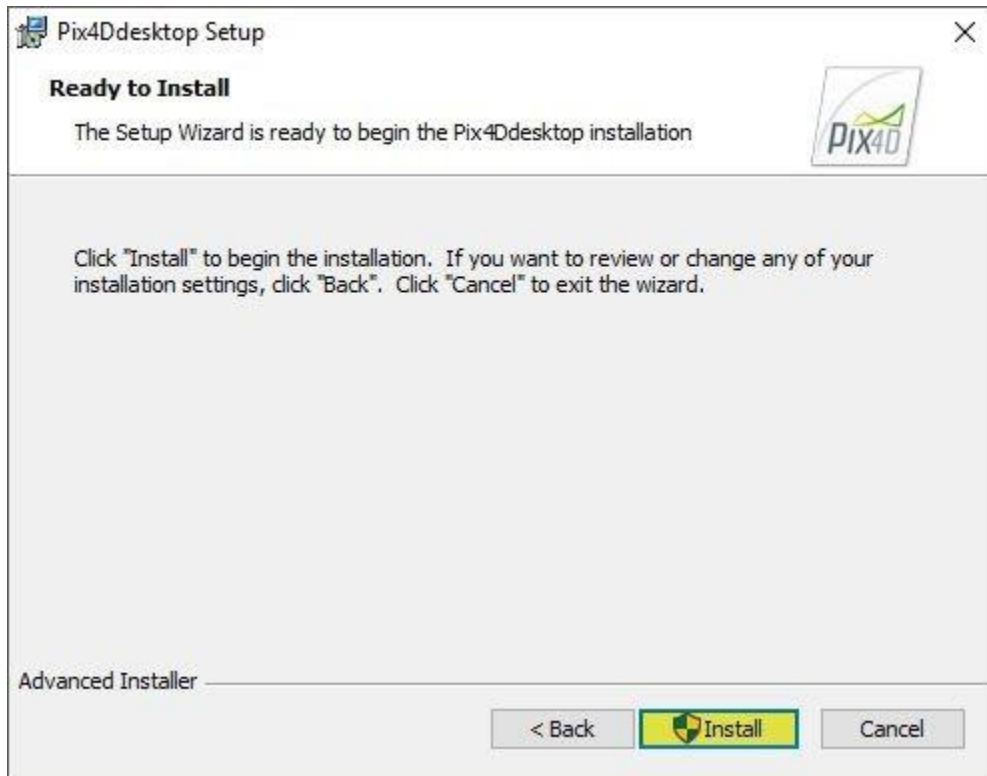 Pix4Ddesktop Setup
Ready to Install
The Setup Wizard is ready to begin the Pix4Ddesktop installation
PIX4D
Click "Install" to begin the installation.  If you want to review or change any of your
installation settings, click "Back".  Click "Cancel" to exit the wizard.
Advanced Installer
< Back
Install
Cancel